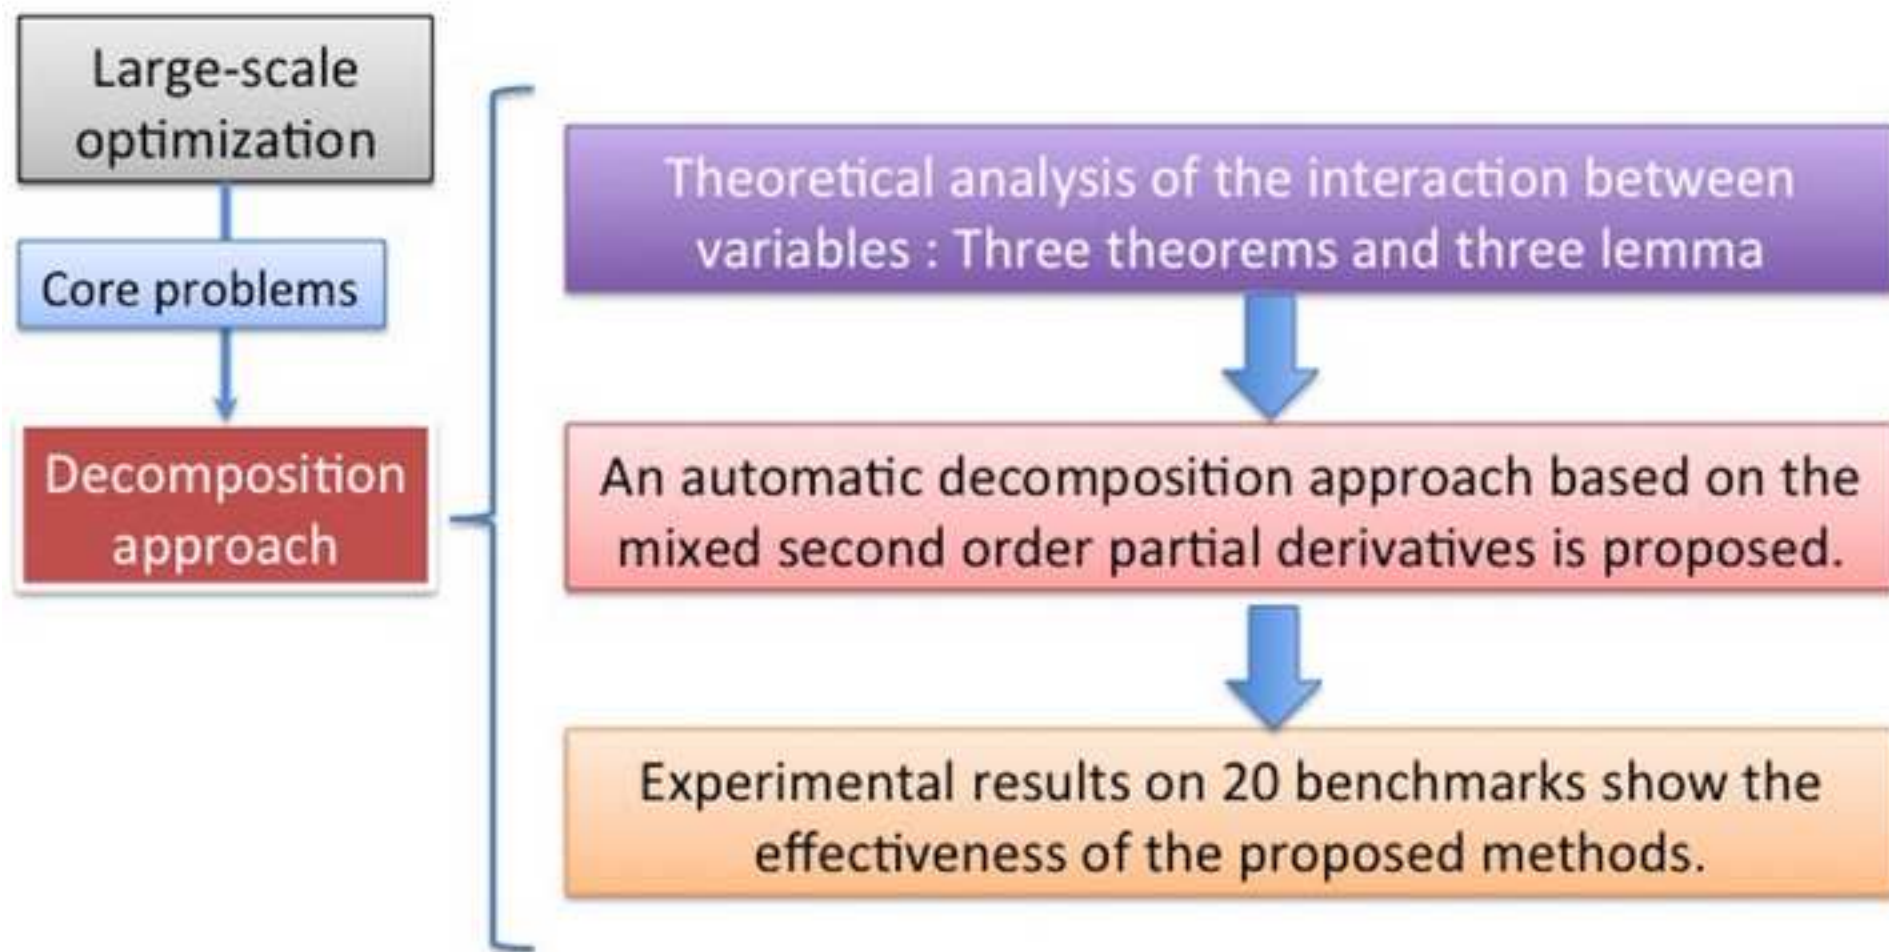 Large-scale
optimization
Core problems
Decomposition
approach
Theoretical analysis of the interaction between
variables : Three theorems and three lemma
An automatic decomposition approach based on the
mixed second order partial derivatives is proposed.
Experimental results on 20 benchmarks show the
effectiveness of the proposed methods.